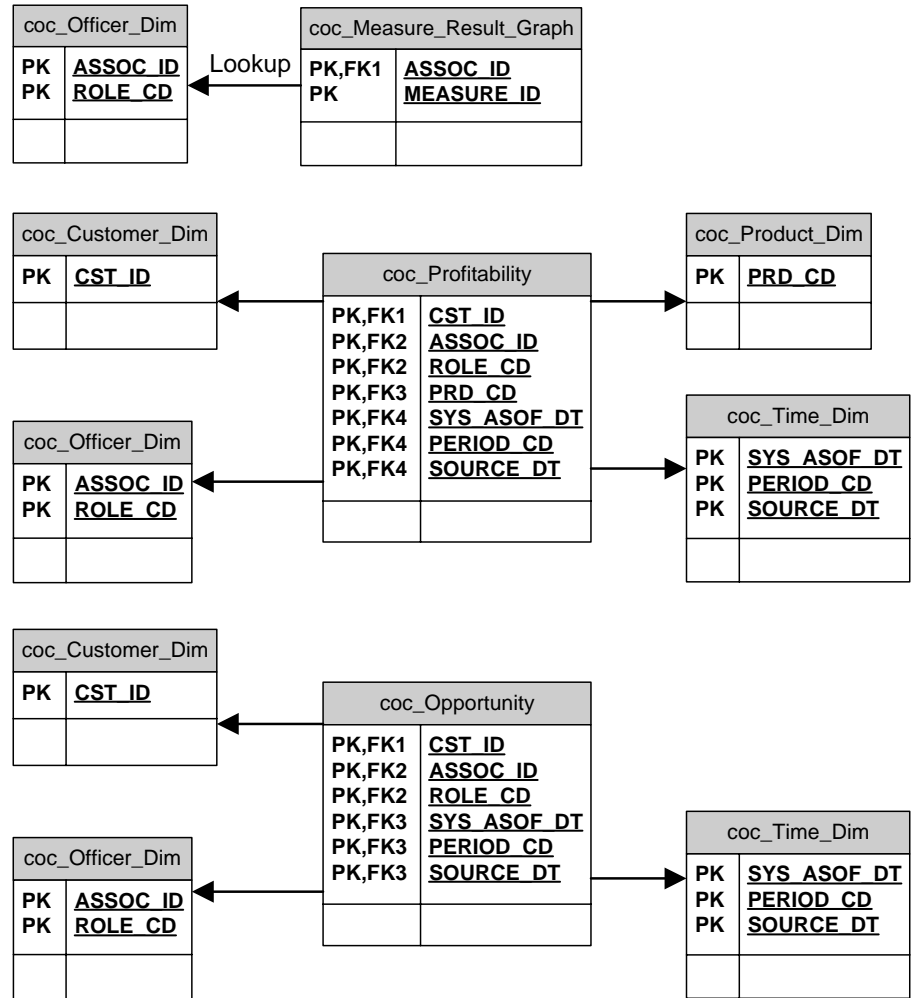 coc_Officer_Dim
PK ASSOC_ID
PK ROLE_CD
Lookup
coc_Measure_Result_Graph
PK,FK1 ASSOC_ID
PK MEASURE_ID
coc_Customer_Dim
PK CST_ID
coc_Profitability
PK,FK1 CST_ID
PK,FK2 ASSOC_ID
PK,FK2 ROLE_CD
PK,FK3 PRD_CD
PK,FK4 SYS_ASOF_DT
PK,FK4 PERIOD_CD
PK,FK4 SOURCE_DT
coc_Product_Dim
PK PRD_CD
coc_Officer_Dim
PK ASSOC_ID
PK ROLE_CD
coc_Time_Dim
PK SYS_ASOF_DT
PK PERIOD_CD
PK SOURCE_DT
coc_Customer_Dim
PK CST_ID
coc_Opportunity
PK,FK1 CST_ID
PK,FK2 ASSOC_ID
PK,FK2 ROLE_CD
PK,FK3 SYS_ASOF_DT
PK,FK3 PERIOD_CD
PK,FK3 SOURCE_DT
coc_Officer_Dim
PK ASSOC_ID
PK ROLE_CD
coc_Time_Dim
PK SYS_ASOF_DT
PK PERIOD_CD
PK SOURCE_DT